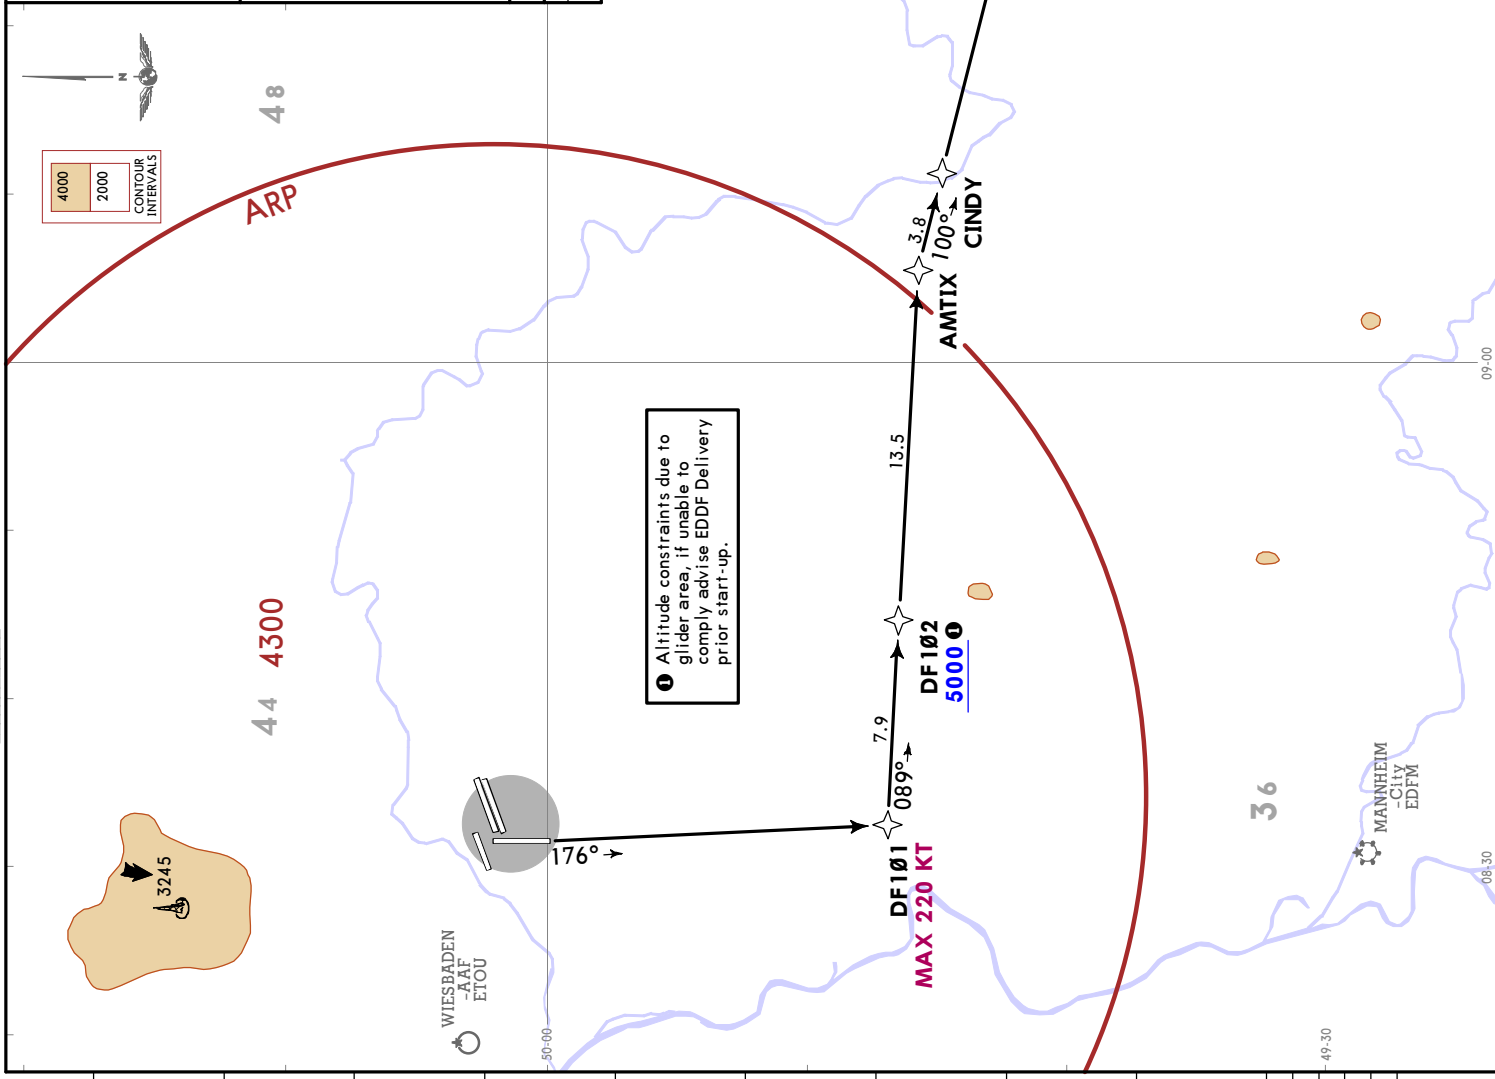 N
4000
2000
CONTOUR
INTERVALS
48
ARP
4300
44
3245
❶ Altitude constraints due to
glider area, if unable to
comply advise EDDF Delivery
prior start-up.
176°
DF1Ø1
MAX 220 KT
7.9
089°
DF1Ø2
5000 ❶
13.5
AMTIX
3.8
100°
CINDY
WIESBADEN
-AAF
ETOU
36
MANNHEIM
-City
EDFM
50-00
49-30
08-30
09-00